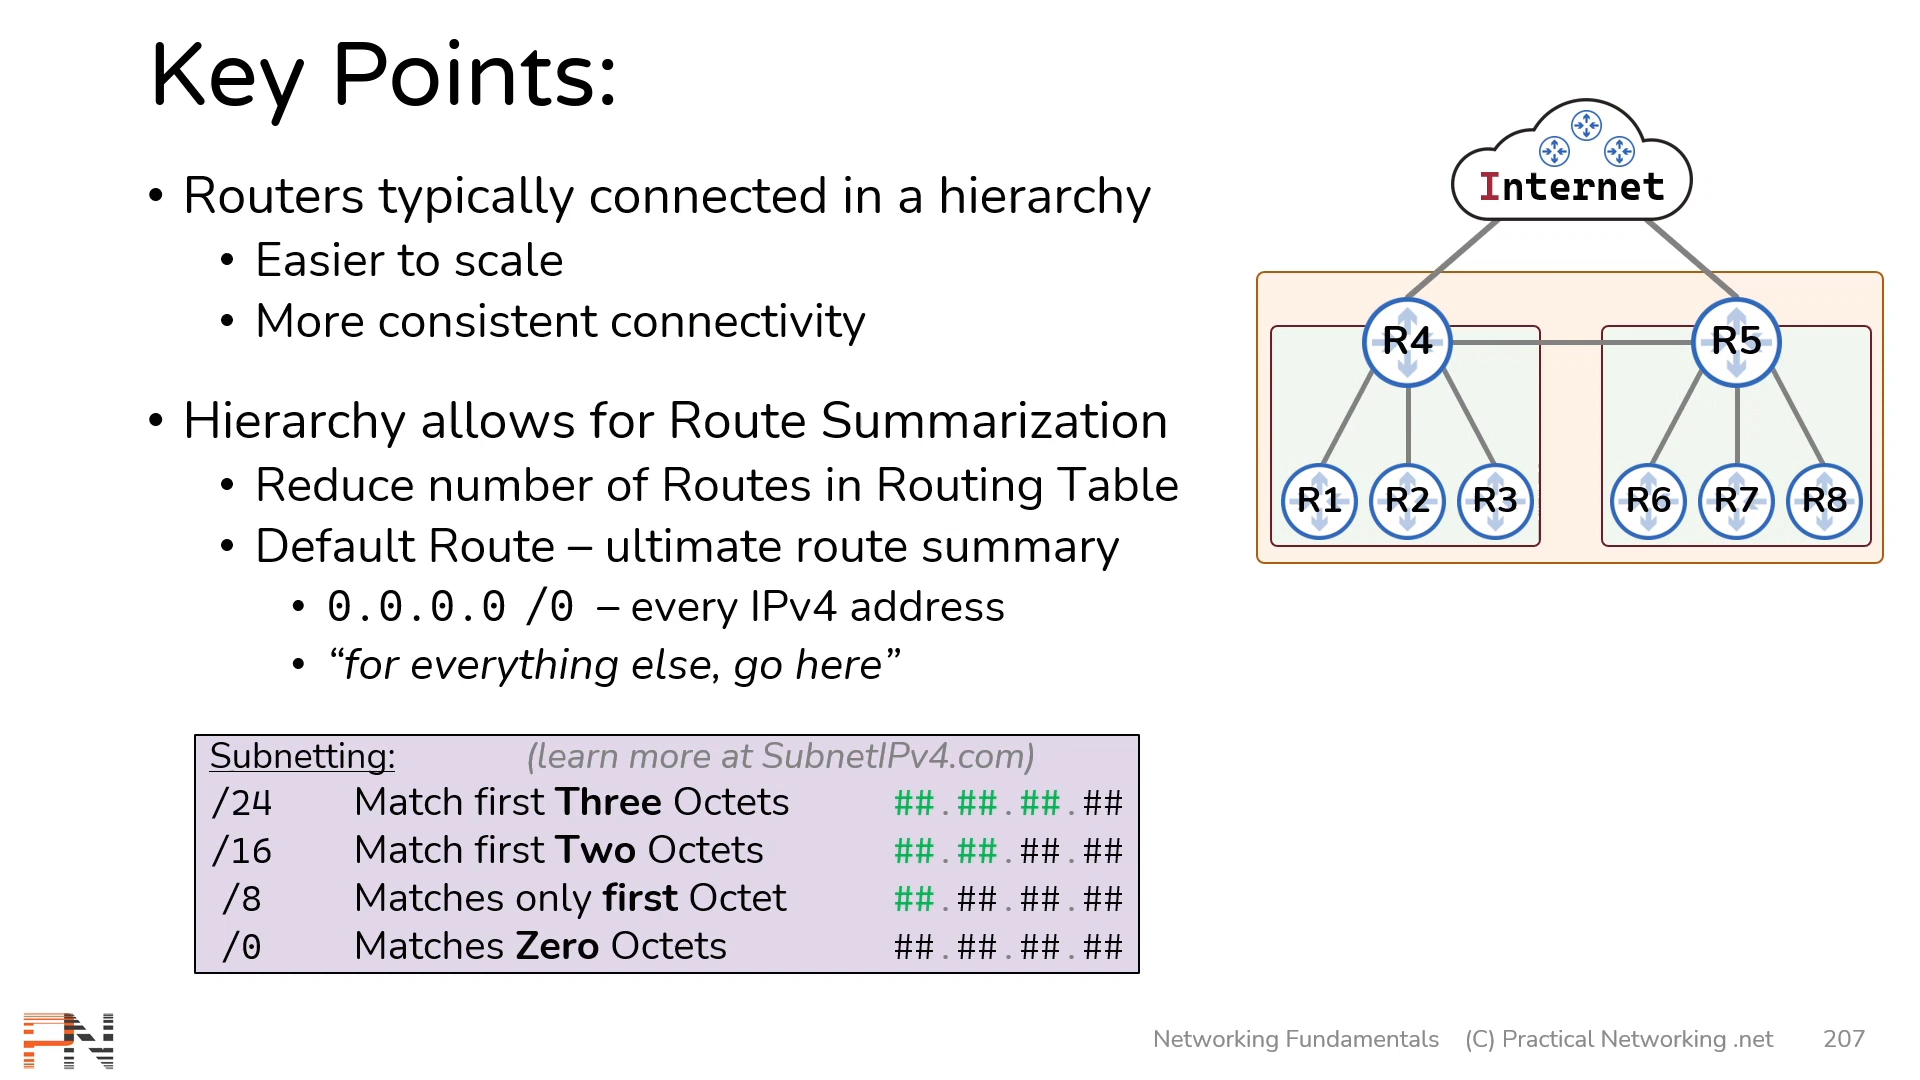 Key Points:
• Routers typically connected in a hierarchy
• Easier to scale
• More consistent connectivity
• Hierarchy allows for Route Summarization
• Reduce number of Routes in Routing Table
• Default Route – ultimate route summary
• 0.0.0.0 /0 – every IPv4 address
• “for everything else, go here”
Subnetting: (learn more at SubnetIPv4.com)
/24 Match first Three Octets ##.##.##.##
/16 Match first Two Octets ##.##.##.##
/8 Matches only first Octet ##.##.##.##
/0 Matches Zero Octets ##.##.##.##
Internet
R4 R5
R1 R2 R3 R6 R7 R8
PN
Networking Fundamentals (C) Practical Networking .net 207